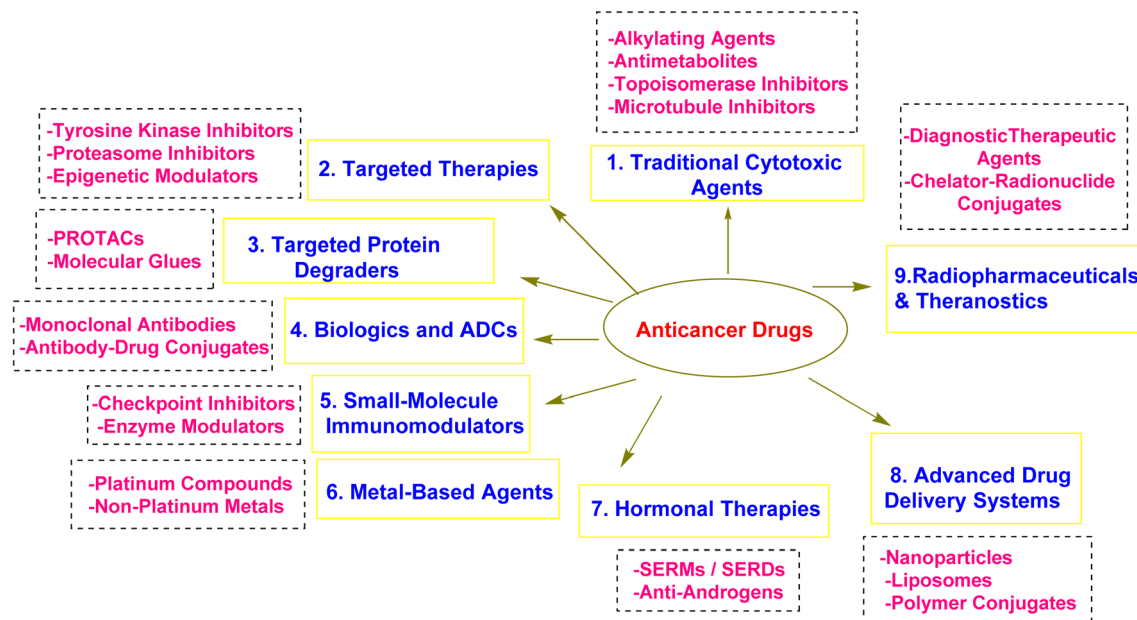 -Alkylating Agents
-Antimetabolites
-Topoisomerase Inhibitors
-Microtubule Inhibitors
1. Traditional Cytotoxic
Agents
-Tyrosine Kinase Inhibitors
-Proteasome Inhibitors
-Epigenetic Modulators
2. Targeted Therapies
-PROTACs
-Molecular Glues
3. Targeted Protein
Degraders
-Monoclonal Antibodies
-Antibody-Drug Conjugates
4. Biologics and ADCs
-Checkpoint Inhibitors
-Enzyme Modulators
5. Small-Molecule
Immunomodulators
-Platinum Compounds
-Non-Platinum Metals
6. Metal-Based Agents
7. Hormonal Therapies
-SERMs / SERDs
-Anti-Androgens
8. Advanced Drug
Delivery Systems
-Nanoparticles
-Liposomes
-Polymer Conjugates
-DiagnosticTherapeutic
Agents
-Chelator-Radionuclide
Conjugates
9.Radiopharmaceuticals
& Theranostics
Anticancer Drugs